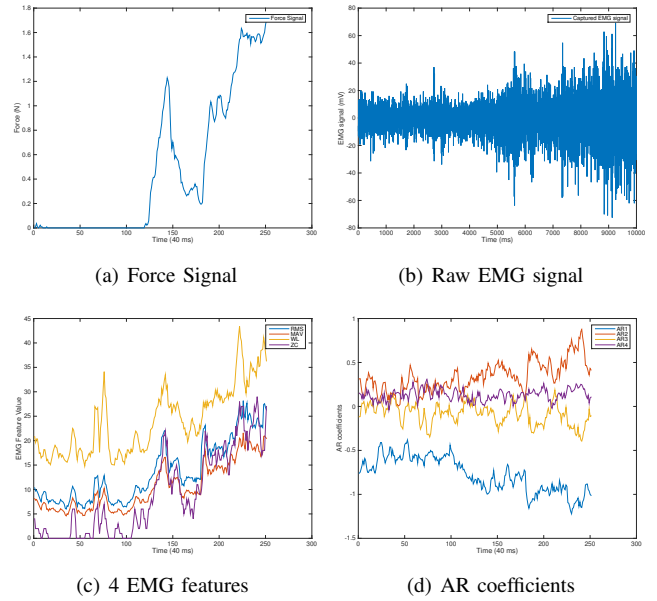 Force Signal
1.8
1.6
1.4
1.2
1
0.8
0.6
0.4
0.2
0
Force (N)
0 50 100 150 200 250 300
Time (40 ms)
(a) Force Signal
Captured EMG signal
80
60
40
20
0
-20
-40
-60
-80
EMG signal (mV)
0 1000 2000 3000 4000 5000 6000 7000 8000 9000 10000
Time (ms)
(b) Raw EMG signal
RMS
MAV
WL
ZC
45
40
35
30
25
20
15
10
5
0
EMG Feature Value
0 50 100 150 200 250 300
Time (40 ms)
(c) 4 EMG features
AR1
AR2
AR3
AR4
1
0.5
0
-0.5
-1
-1.5
AR coefficients
0 50 100 150 200 250 300
Time (40 ms)
(d) AR coefficients